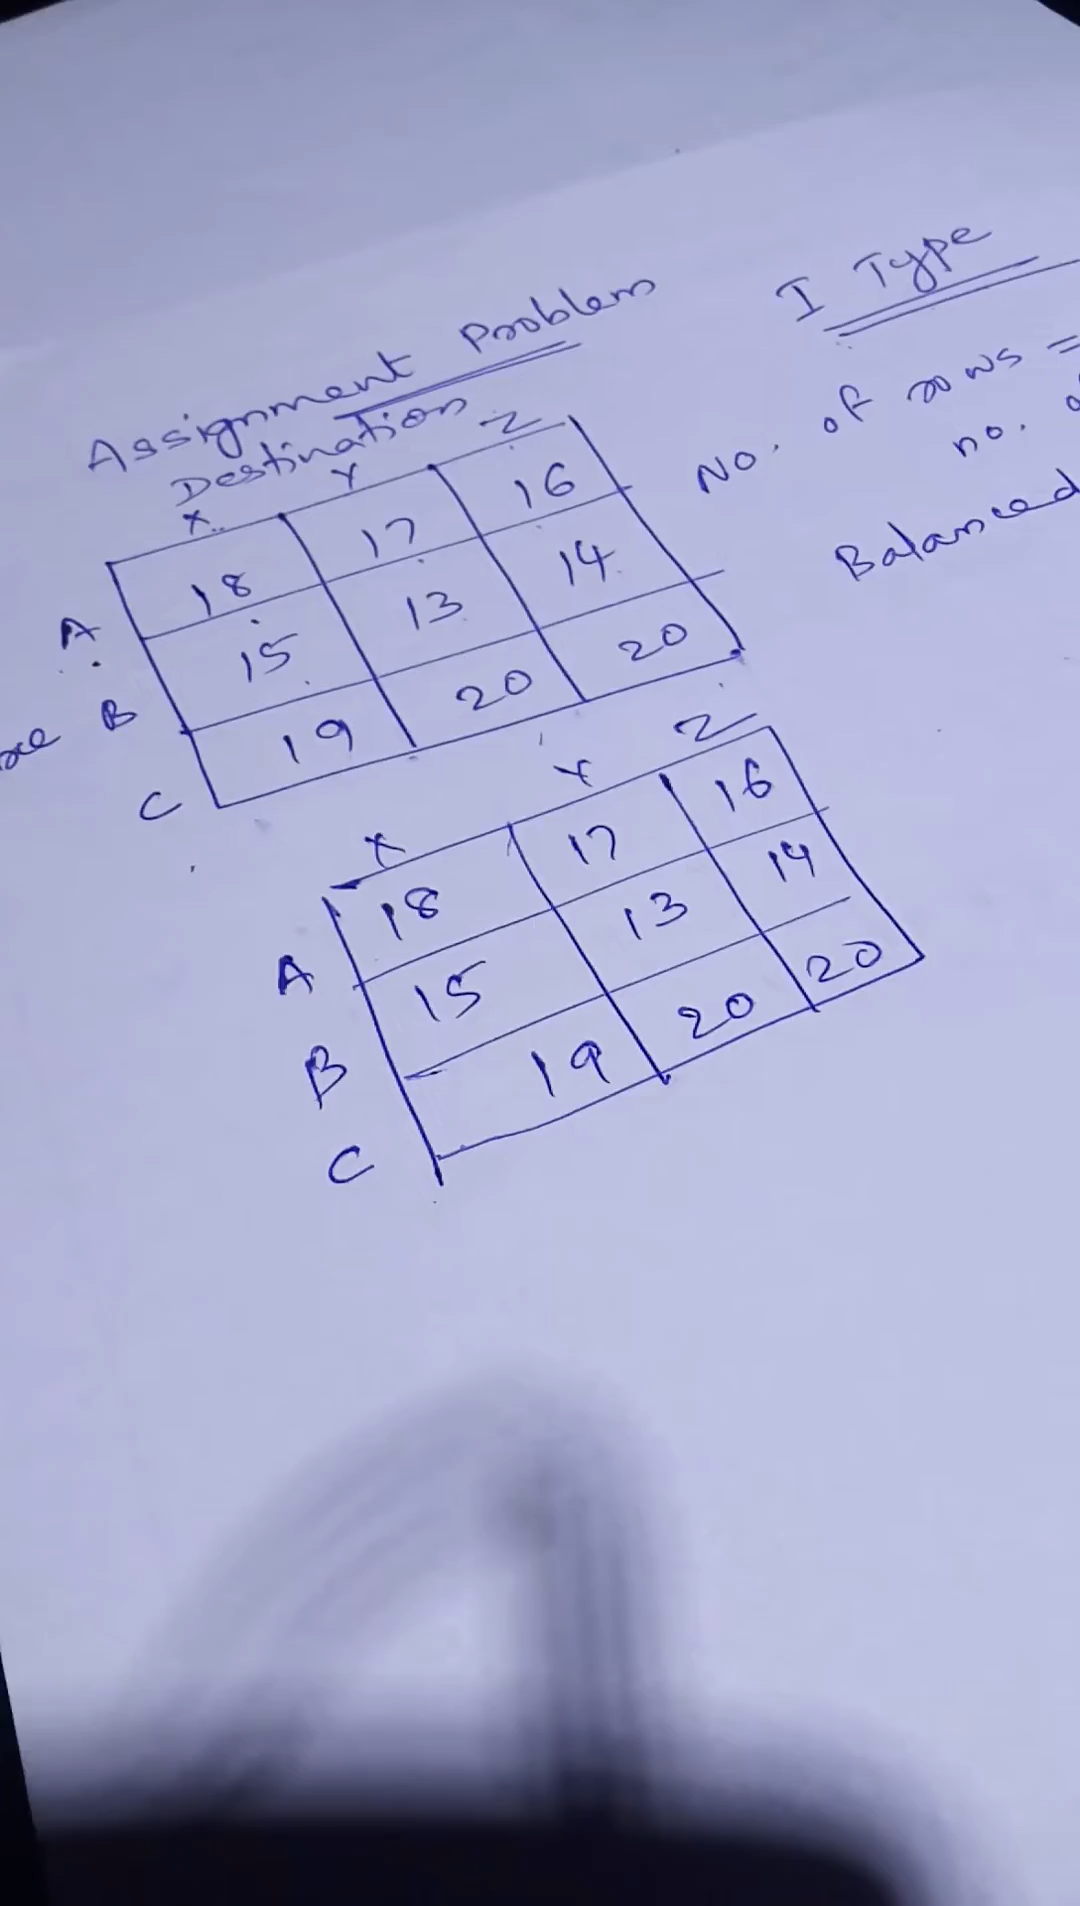 Assignment Problem
I Type
Destination
No. of rows =
no.
Balanced
X Y Z
A 18 17 16
B 15 13 14
C 19 20 20
X Y Z
A 18 17 16
B 15 13 14
C 19 20 20